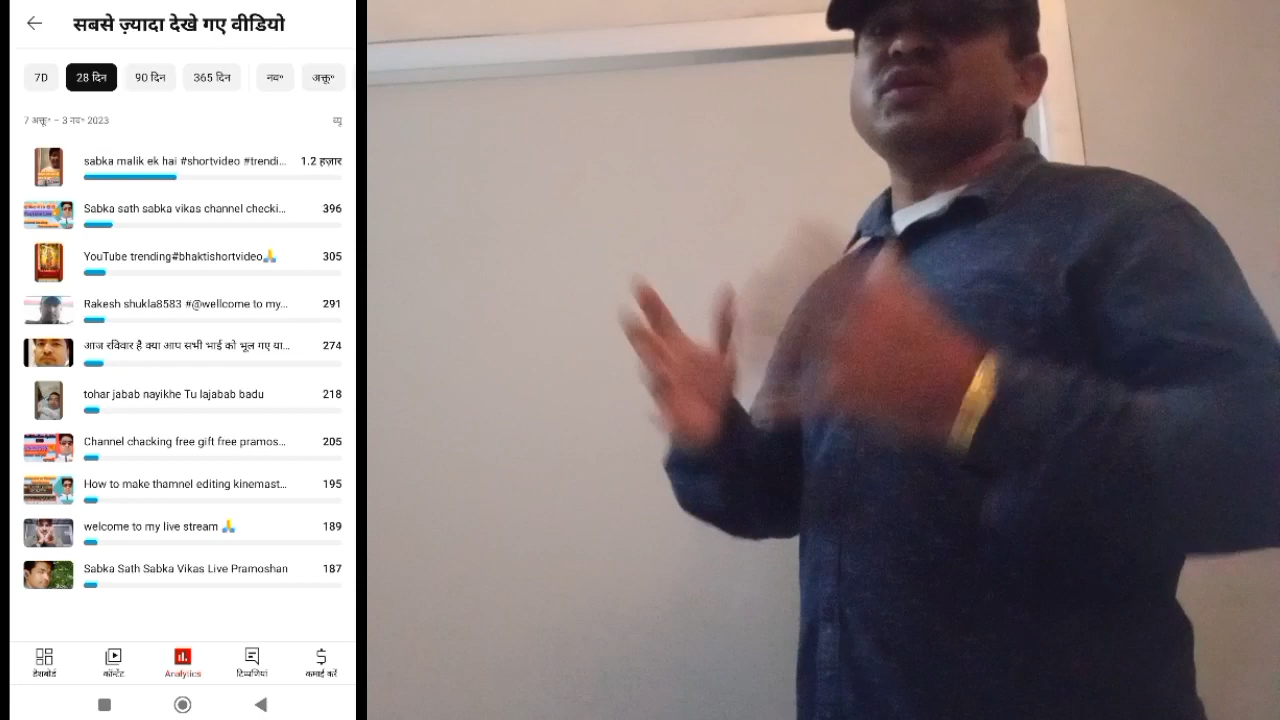 सबसे ज़्यादा देखे गए वीडियो
7D 28 दिन 90 दिन 365 दिन नव॰ अक्तू॰
7 अक्तू॰ – 3 नव॰ 2023 व्यू
sabka malik ek hai #shortvideo #trendi... 1.2 हज़ार
Sabka sath sabka vikas channel checki... 396
YouTube trending#bhaktishortvideo🙏 305
Rakesh shukla8583 #@wellcome to my... 291
आज रविवार है क्या आप सभी भाई को भूल गए या... 274
tohar jabab nayikhe Tu lajabab badu 218
Channel chacking free gift free pramos... 205
How to make thamnel editing kinemast... 195
welcome to my live stream 🙏 189
Sabka Sath Sabka Vikas Live Pramoshan 187
डैशबोर्ड कॉन्टेंट Analytics टिप्पणियां कमाई करें